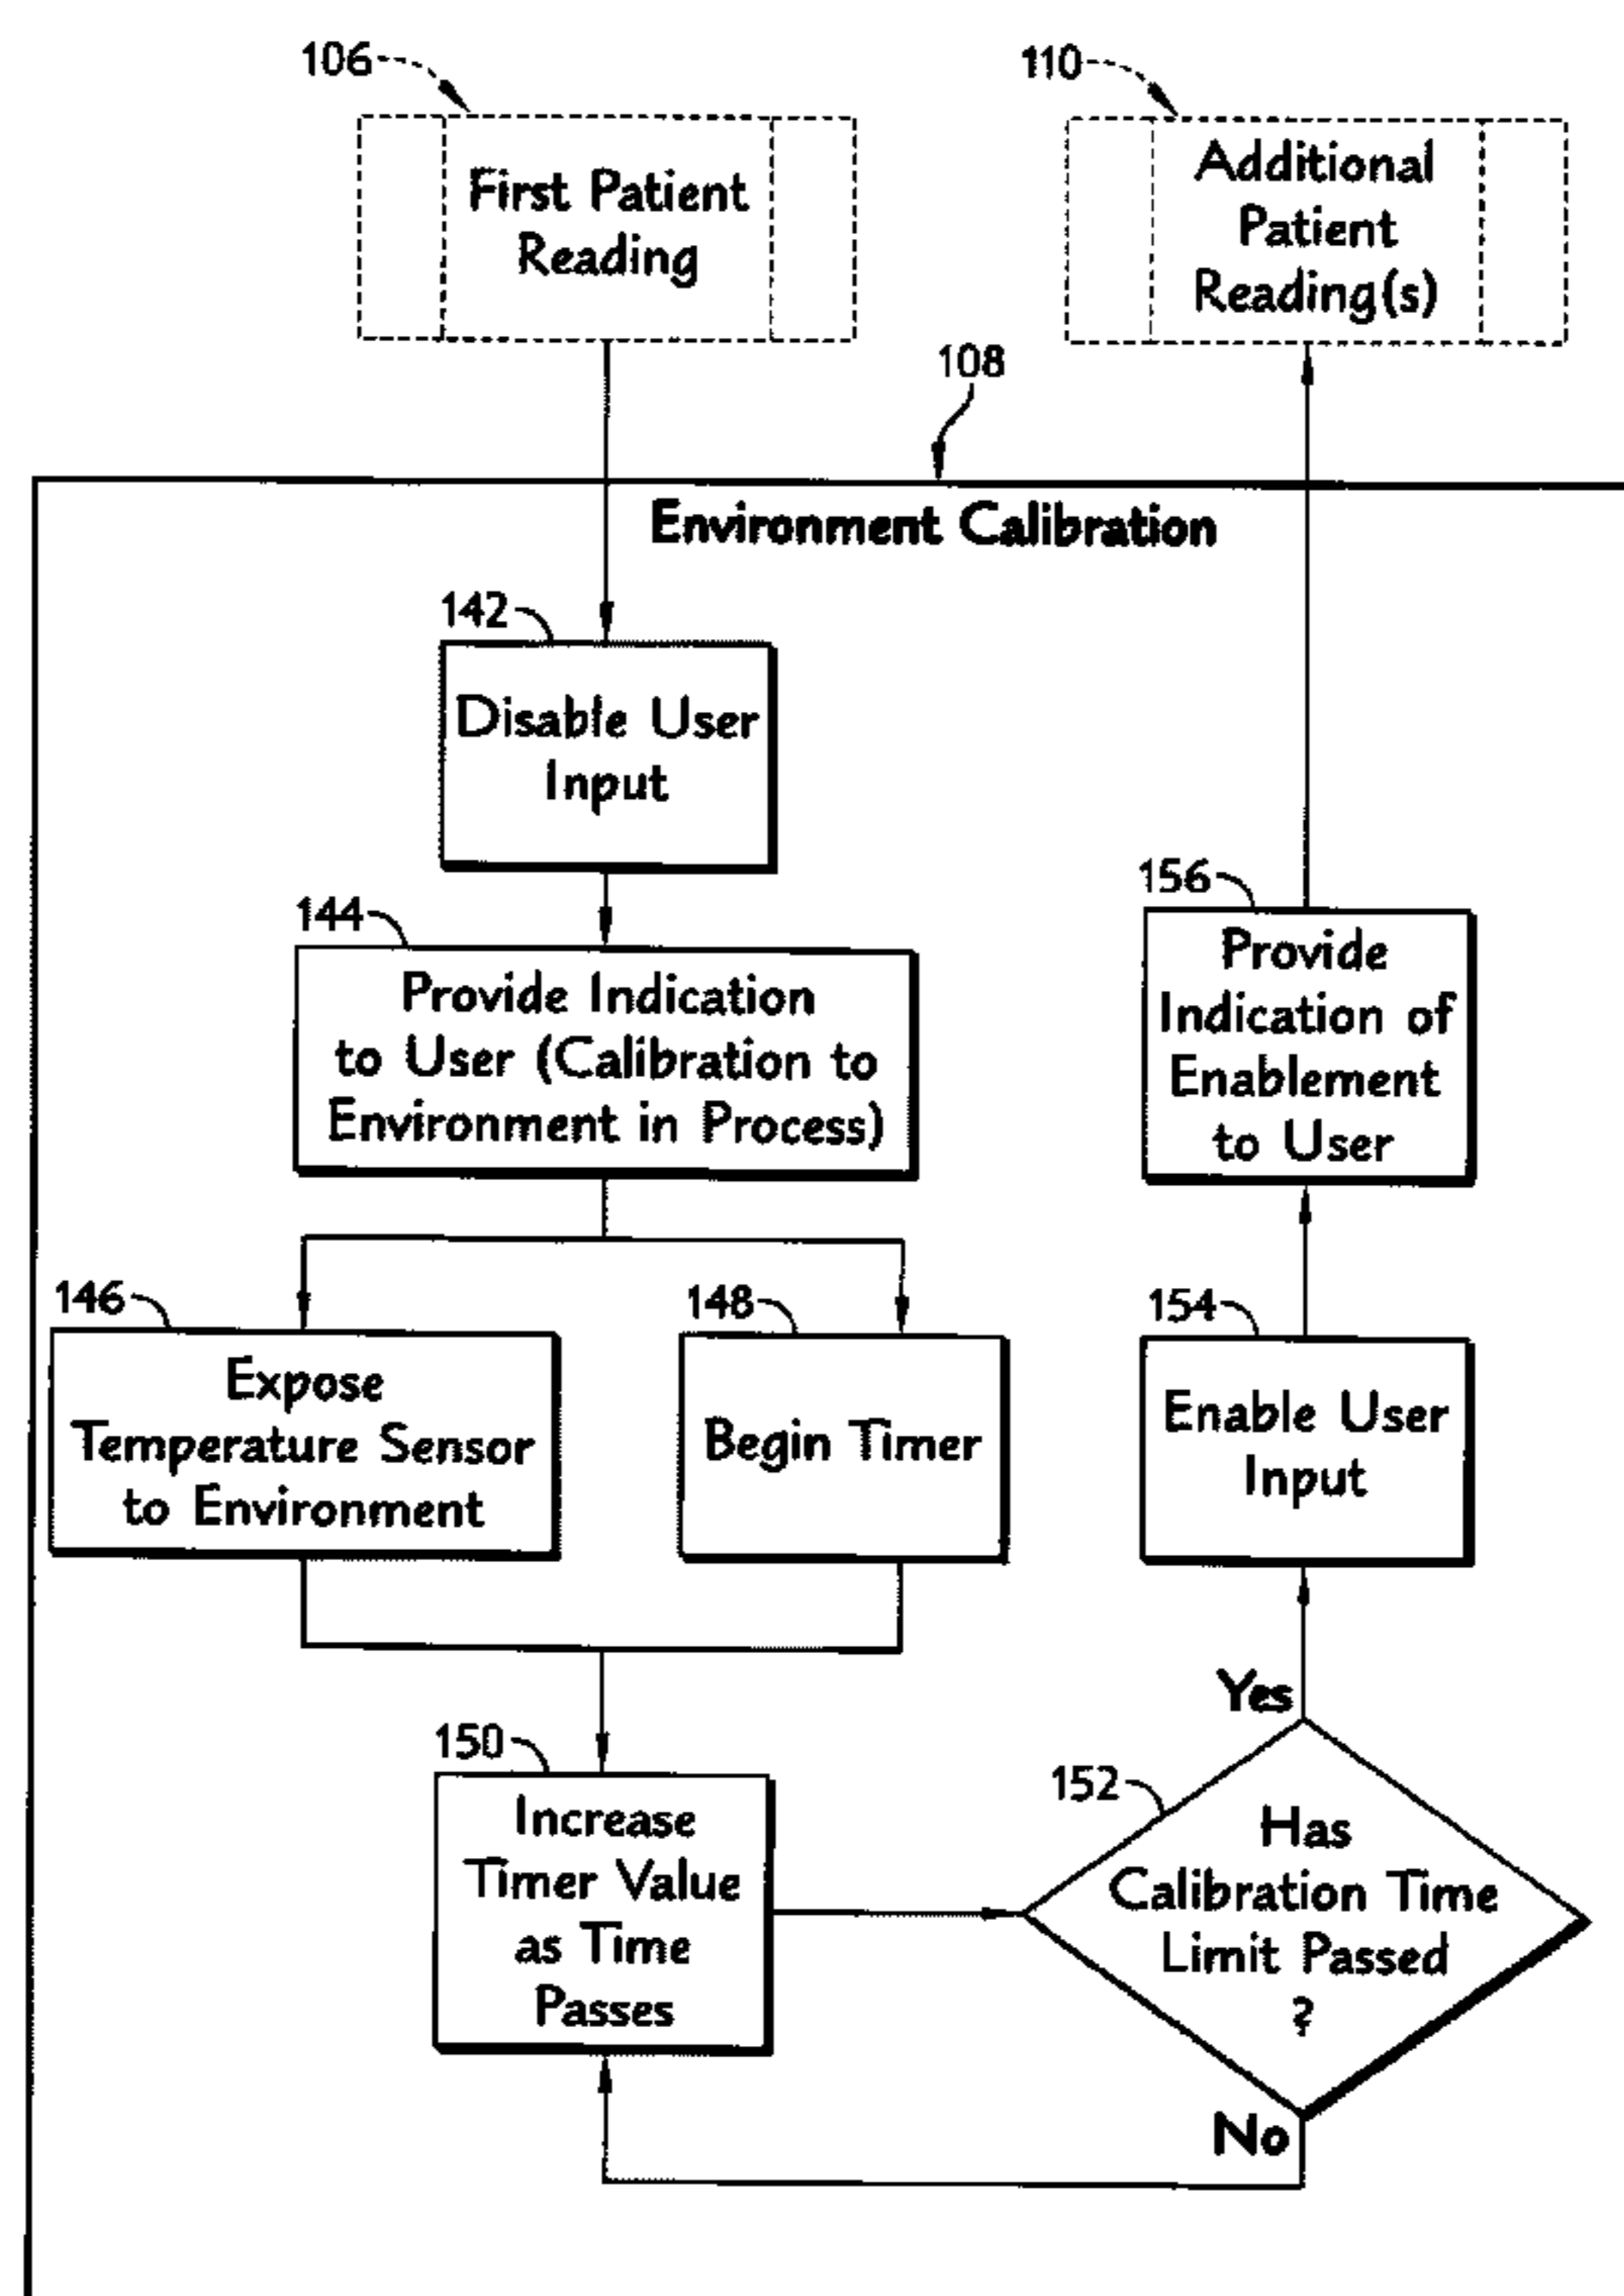 106
First Patient
Reading
110
Additional
Patient
Reading(s)
108
Environment Calibration
142
Disable User
Input
144
Provide Indication
to User (Calibration to
Environment in Process)
146
Expose
Temperature Sensor
to Environment
148
Begin Timer
150
Increase
Timer Value
as Time
Passes
152
Has
Calibration Time
Limit Passed
?
Yes
No
154
Enable User
Input
156
Provide
Indication of
Enablement
to User